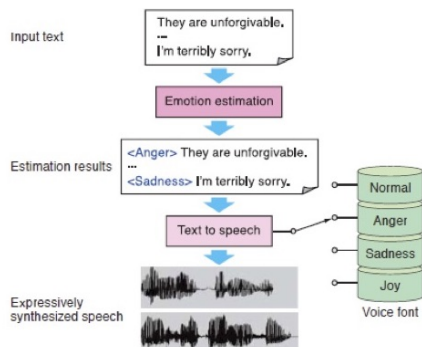 Input text
They are unforgivable.
...
I'm terribly sorry.
Emotion estimation
Estimation results
<Anger> They are unforgivable.
...
<Sadness> I'm terribly sorry.
Text to speech
Normal
Anger
Sadness
Joy
Voice font
Expressively
synthesized speech